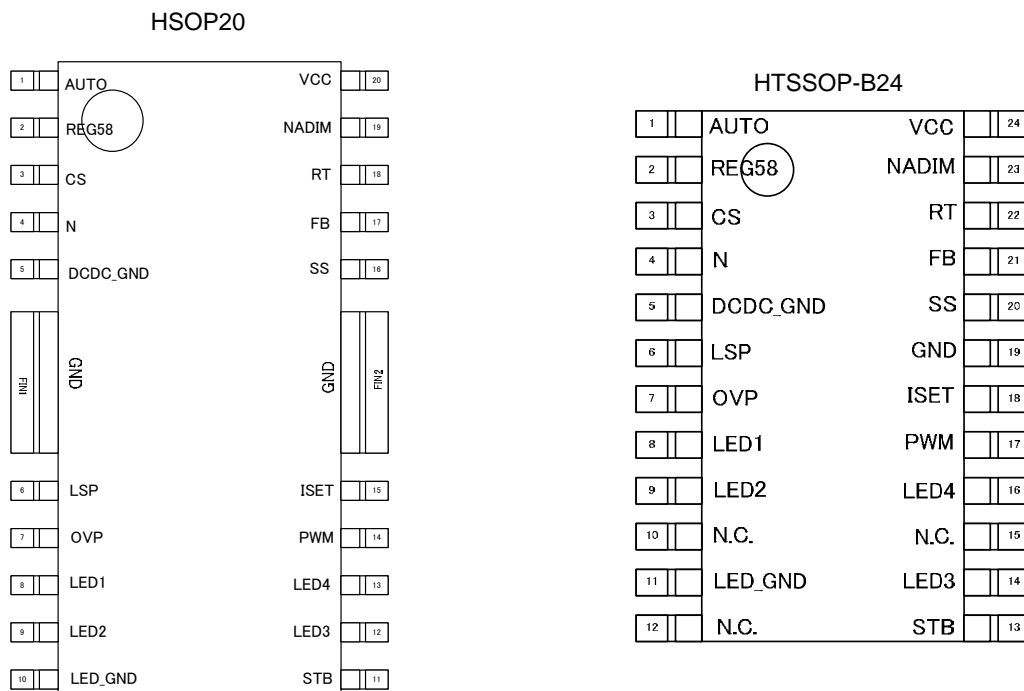 HSOP20
1 AUTO VCC 20
2 REG58 NADIM 19
3 CS RT 18
4 N FB 17
5 DCDC_GND SS 16
FIN1 GND GND FIN2
6 LSP ISET 15
7 OVP PWM 14
8 LED1 LED4 13
9 LED2 LED3 12
10 LED_GND STB 11
HTSSOP-B24
1 AUTO VCC 24
2 REG58 NADIM 23
3 CS RT 22
4 N FB 21
5 DCDC_GND SS 20
6 LSP GND 19
7 OVP ISET 18
8 LED1 PWM 17
9 LED2 LED4 16
10 N.C. N.C. 15
11 LED_GND LED3 14
12 N.C. STB 13